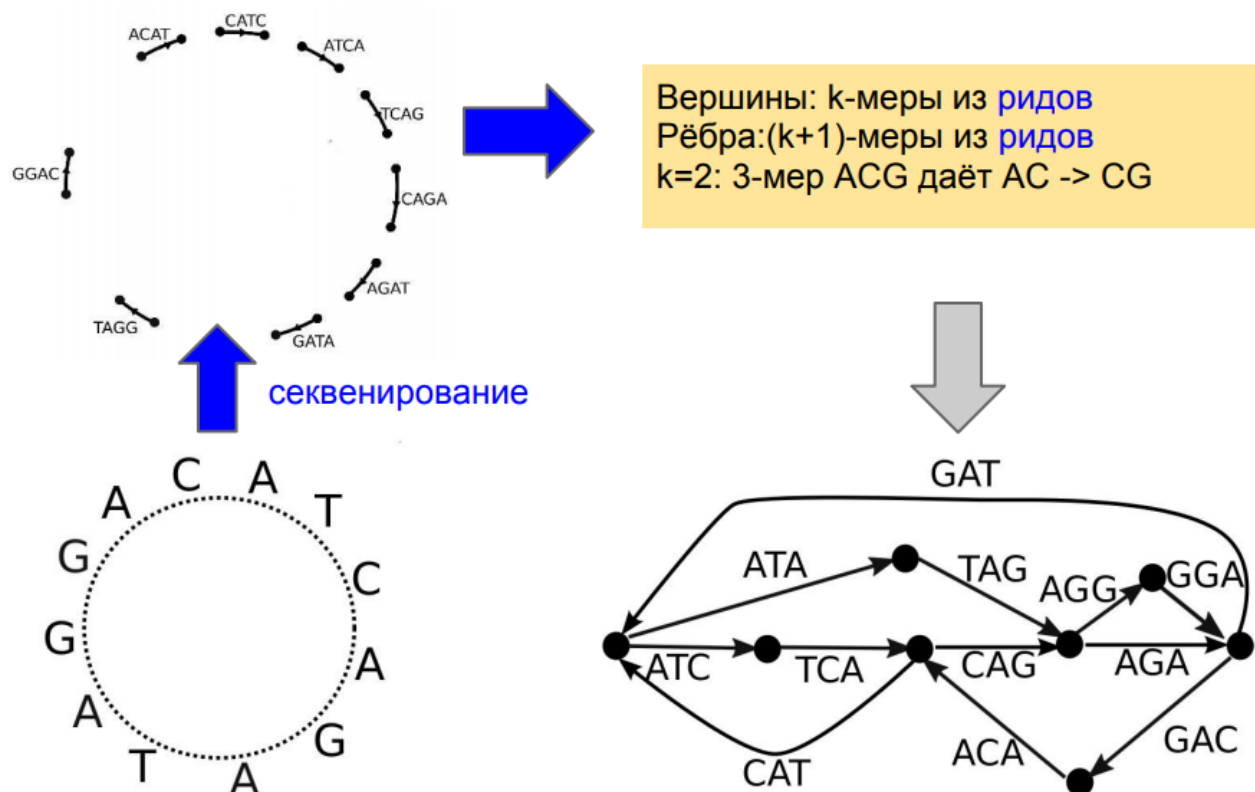 ACAT
CATC
ATCA
TCAG
CAGA
AGAT
GATA
TAGG
GGAC
Вершины: k-меры из ридов
Рёбра:(k+1)-меры из ридов
k=2: 3-мер ACG даёт AC -> CG
секвенирование
C
A
T
C
A
G
A
T
A
G
G
A
GAT
ATA
TAG
AGG
GGA
ATC
TCA
CAG
AGA
CAT
ACA
GAC